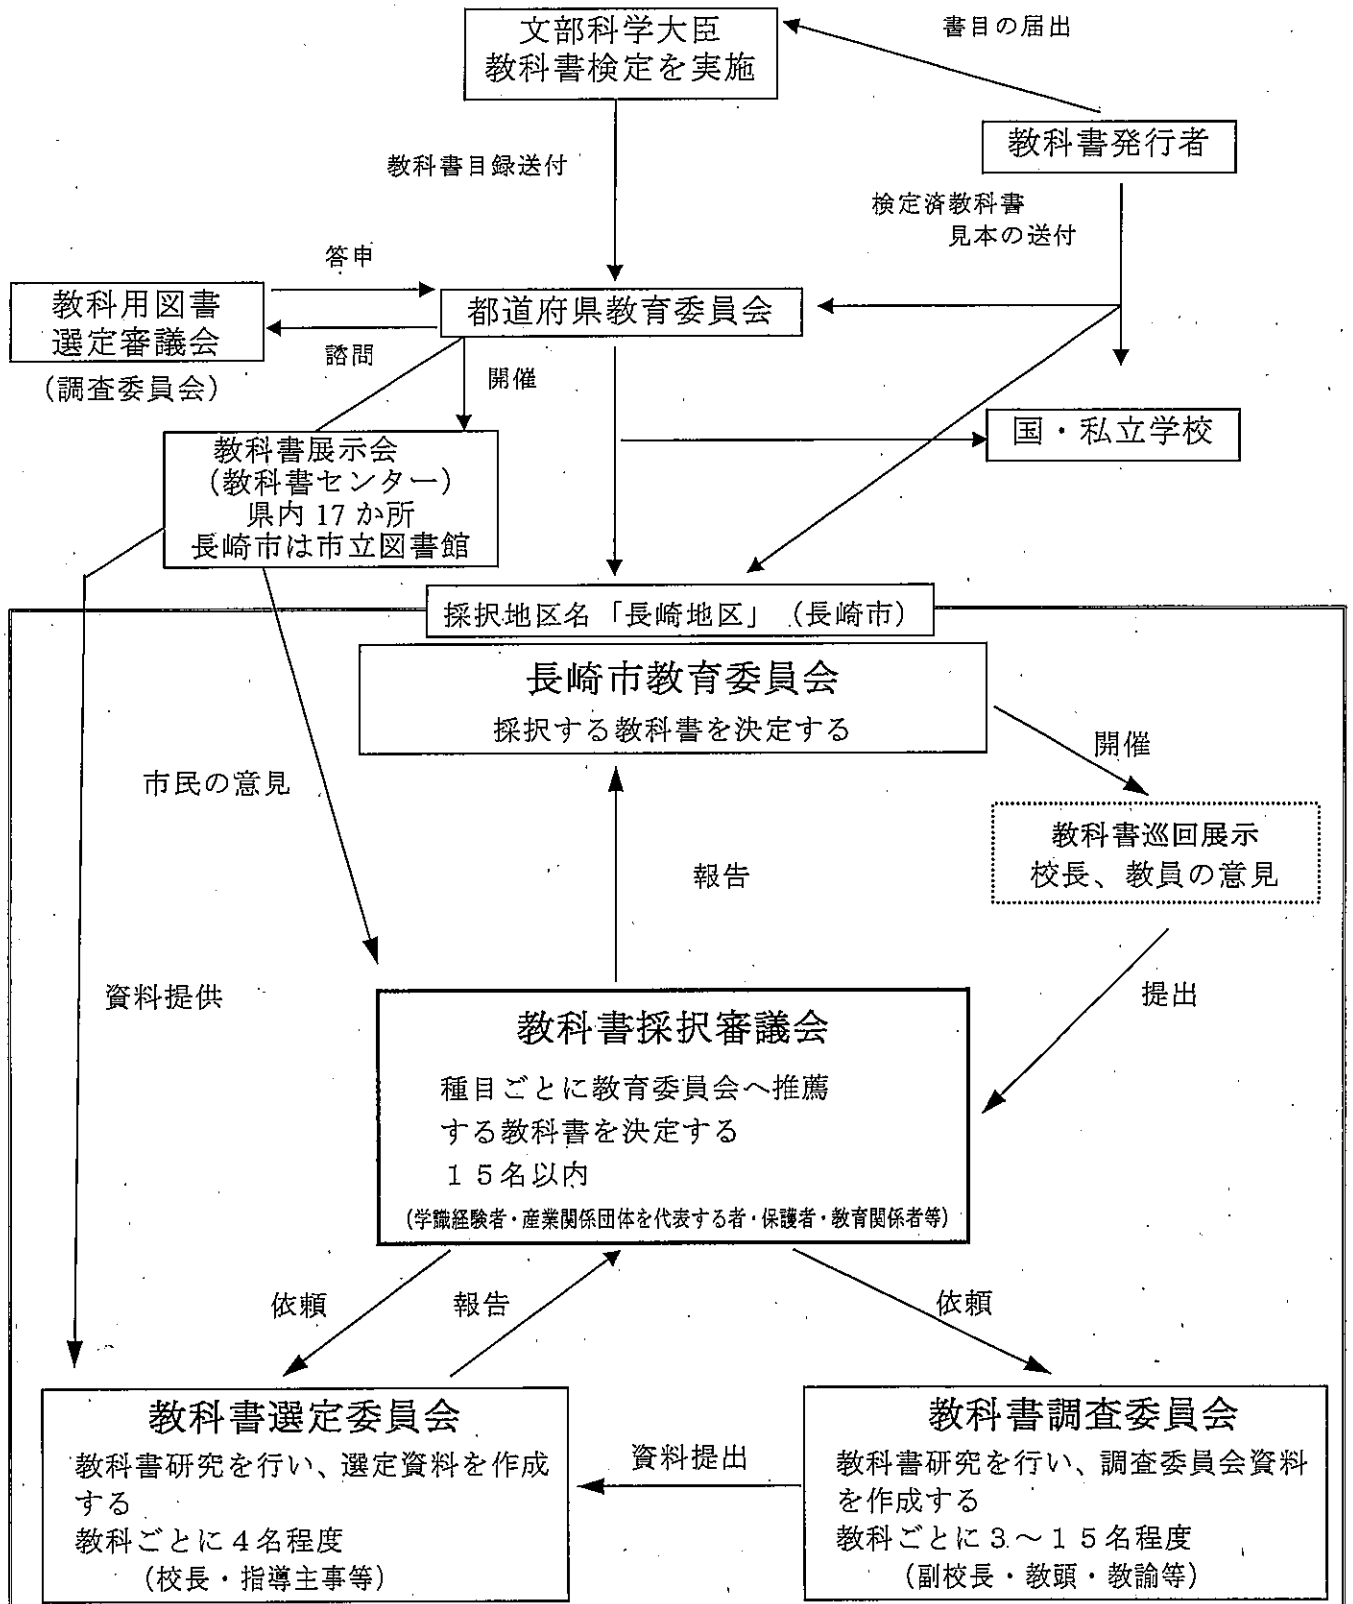 文部科学大臣
教科書検定を実施
書目の届出
教科書発行者
教科書目録送付
検定済教科書
見本の送付
答申
教科用図書
選定審議会
(調査委員会)
都道府県教育委員会
諮問
開催
国・私立学校
教科書展示会
(教科書センター)
県内 17 か所
長崎市は市立図書館
採択地区名「長崎地区」(長崎市)
長崎市教育委員会
採択する教科書を決定する
開催
市民の意見
教科書巡回展示
校長、教員の意見
報告
資料提供
提出
教科書採択審議会
種目ごとに教育委員会へ推薦
する教科書を決定する
15名以内
(学識経験者・産業関係団体を代表する者・保護者・教育関係者等)
依頼
報告
依頼
教科書選定委員会
教科書研究を行い、選定資料を作成
する
教科ごとに4名程度
(校長・指導主事等)
資料提出
教科書調査委員会
教科書研究を行い、調査委員会資料
を作成する
教科ごとに3~15名程度
(副校長・教頭・教諭等)